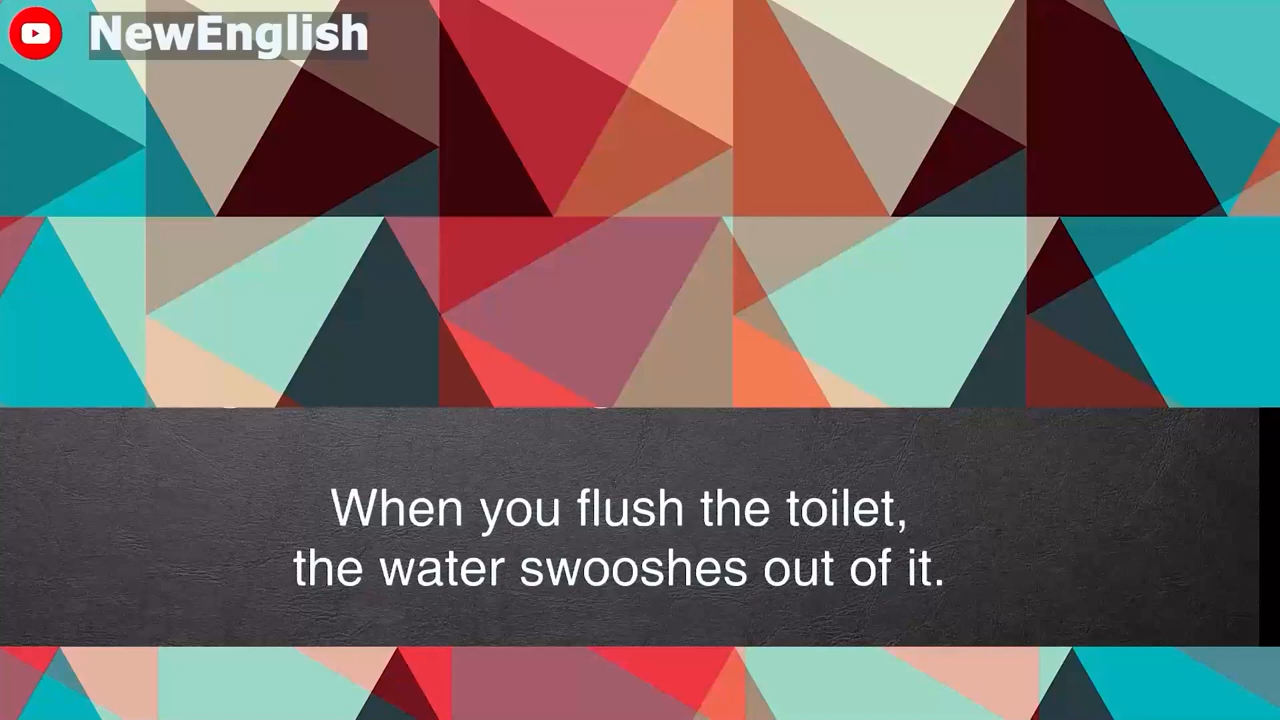 NewEnglish
When you flush the toilet,
the water swooshes out of it.